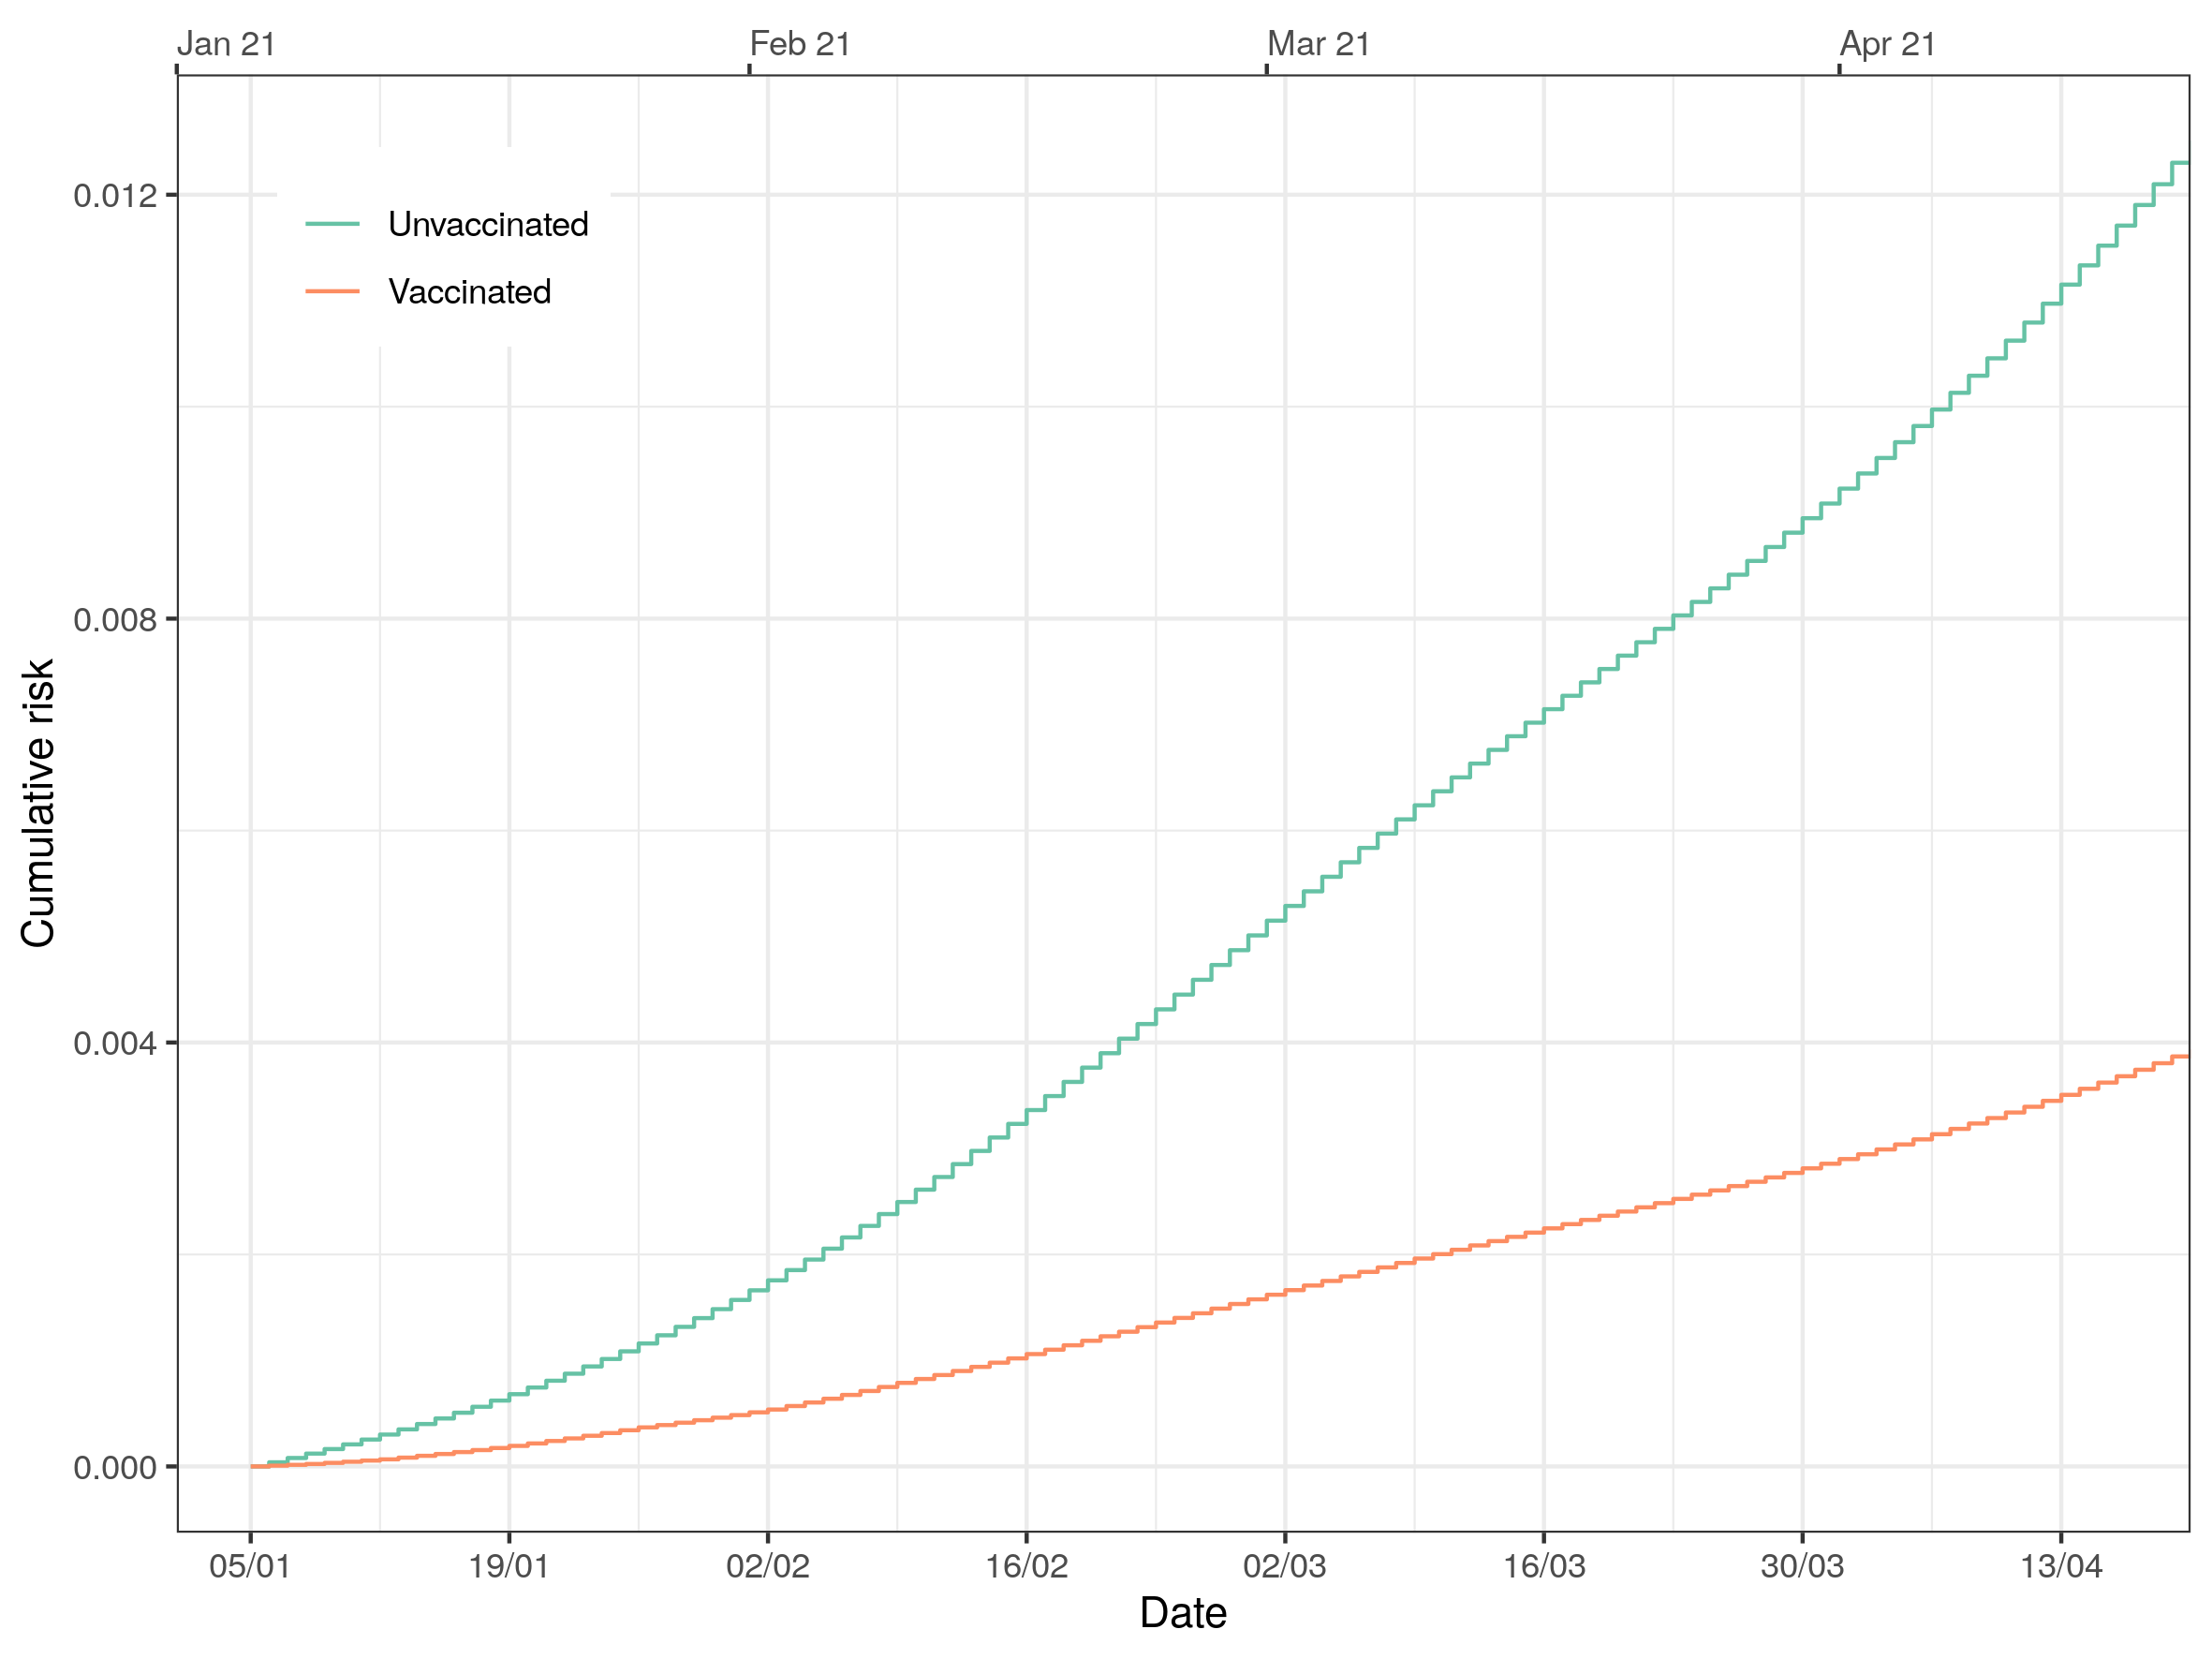 Jan 21 Feb 21 Mar 21 Apr 21
0.012
Unvaccinated
Vaccinated
0.008
Cumulative risk
0.004
0.000
05/01 19/01 02/02 16/02 02/03 16/03 30/03 13/04
Date